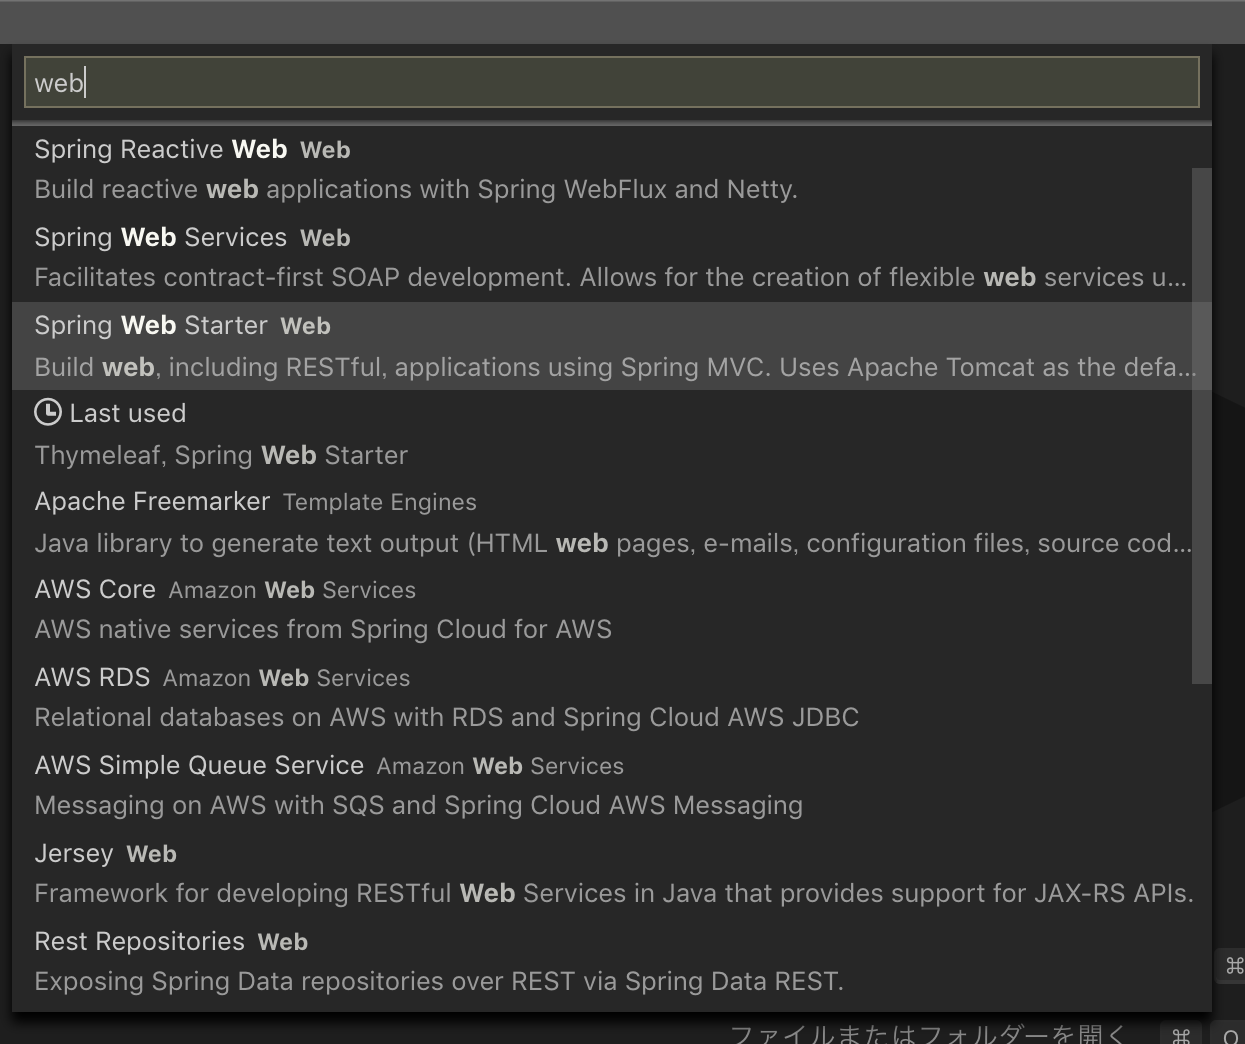 web
Spring Reactive Web Web
Build reactive web applications with Spring WebFlux and Netty.
Spring Web Services Web
Facilitates contract-first SOAP development. Allows for the creation of flexible web services u...
Spring Web Starter Web
Build web, including RESTful, applications using Spring MVC. Uses Apache Tomcat as the defa...
Last used
Thymeleaf, Spring Web Starter
Apache Freemarker Template Engines
Java library to generate text output (HTML web pages, e-mails, configuration files, source cod...
AWS Core Amazon Web Services
AWS native services from Spring Cloud for AWS
AWS RDS Amazon Web Services
Relational databases on AWS with RDS and Spring Cloud AWS JDBC
AWS Simple Queue Service Amazon Web Services
Messaging on AWS with SQS and Spring Cloud AWS Messaging
Jersey Web
Framework for developing RESTful Web Services in Java that provides support for JAX-RS APIs.
Rest Repositories Web
Exposing Spring Data repositories over REST via Spring Data REST.
⌘
ファイルまたはフォルダーを開く ⌘ O